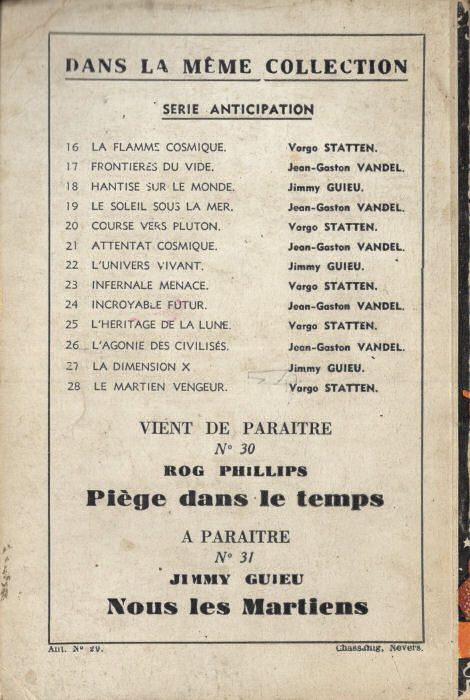 DANS LA MÊME COLLECTION
SERIE ANTICIPATION
16 LA FLAMME COSMIQUE. Vargo STATTEN.
17 FRONTIERES DU VIDE. Jean-Gaston VANDEL.
18 HANTISE SUR LE MONDE. Jimmy GUIEU.
19 LE SOLEIL SOUS LA MER. Jean-Gaston VANDEL.
20 COURSE VERS PLUTON. Vargo STATTEN.
21 ATTENTAT COSMIQUE. Jean-Gaston VANDEL.
22 L'UNIVERS VIVANT. Jimmy GUIEU.
23 INFERNALE MENACE. Vargo STATTEN.
24 INCROYABLE FUTUR. Jean-Gaston VANDEL.
25 L'HERITAGE DE LA LUNE. Vargo STATTEN.
26 L'AGONIE DES CIVILISÉS. Jean-Gaston VANDEL.
27 LA DIMENSION X Jimmy GUIEU.
28 LE MARTIEN VENGEUR. Vargo STATTEN.
VIENT DE PARAITRE
N° 30
ROG PHILLIPS
Piège dans le temps
A PARAITRE
N° 31
JIMMY GUIEU
Nous les Martiens
Ant. N° 29. Chassaing, Nevers.